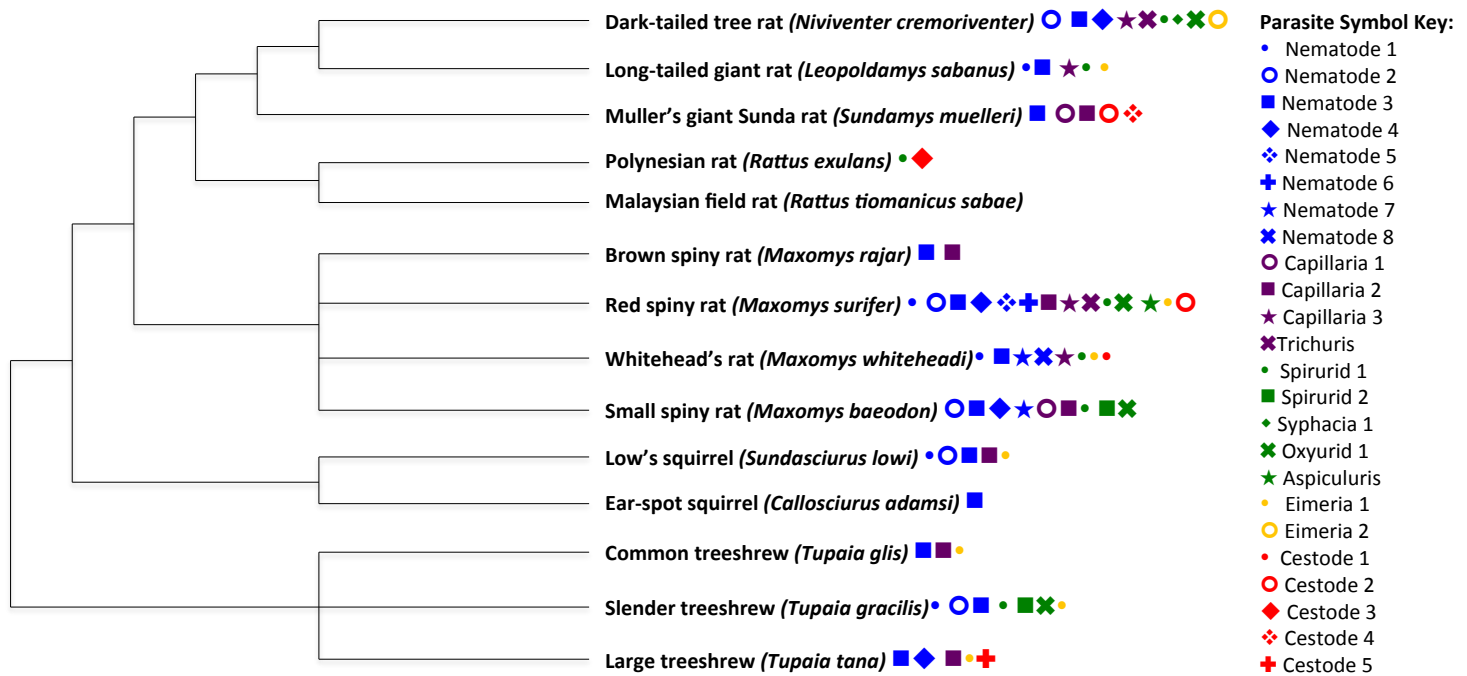 Dark-tailed tree rat (Niviventer cremoriventer)
Long-tailed giant rat (Leopoldamys sabanus)
Muller's giant Sunda rat (Sundamys muelleri)
Polynesian rat (Rattus exulans)
Malaysian field rat (Rattus tiomanicus sabae)
Brown spiny rat (Maxomys rajar)
Red spiny rat (Maxomys surifer)
Whitehead's rat (Maxomys whiteheadi)
Small spiny rat (Maxomys baeodon)
Low's squirrel (Sundasciurus lowi)
Ear-spot squirrel (Callosciurus adamsi)
Common treeshrew (Tupaia glis)
Slender treeshrew (Tupaia gracilis)
Large treeshrew (Tupaia tana)
Parasite Symbol Key:
Nematode 1
Nematode 2
Nematode 3
Nematode 4
Nematode 5
Nematode 6
Nematode 7
Nematode 8
Capillaria 1
Capillaria 2
Capillaria 3
Trichuris
Spirurid 1
Spirurid 2
Syphacia 1
Oxyurid 1
Aspiculuris
Eimeria 1
Eimeria 2
Cestode 1
Cestode 2
Cestode 3
Cestode 4
Cestode 5